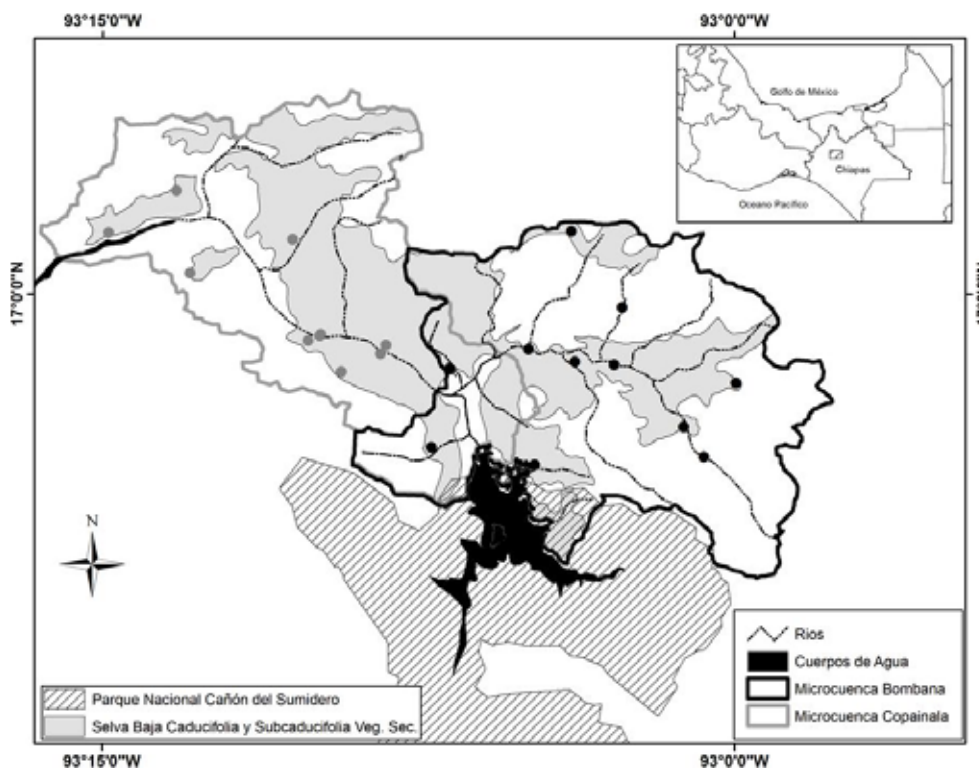 93°15'0"W 93°0'0"W
Golfo de México
Chiapas
Oceano Pacífico
17°0'0"N
N
Ríos
Cuerpos de Agua
Microcuenca Bombana
Microcuenca Copainala
Parque Nacional Cañón del Sumidero
Selva Baja Caducifolia y Subcaducifolia Veg. Sec.
93°15'0"W 93°0'0"W